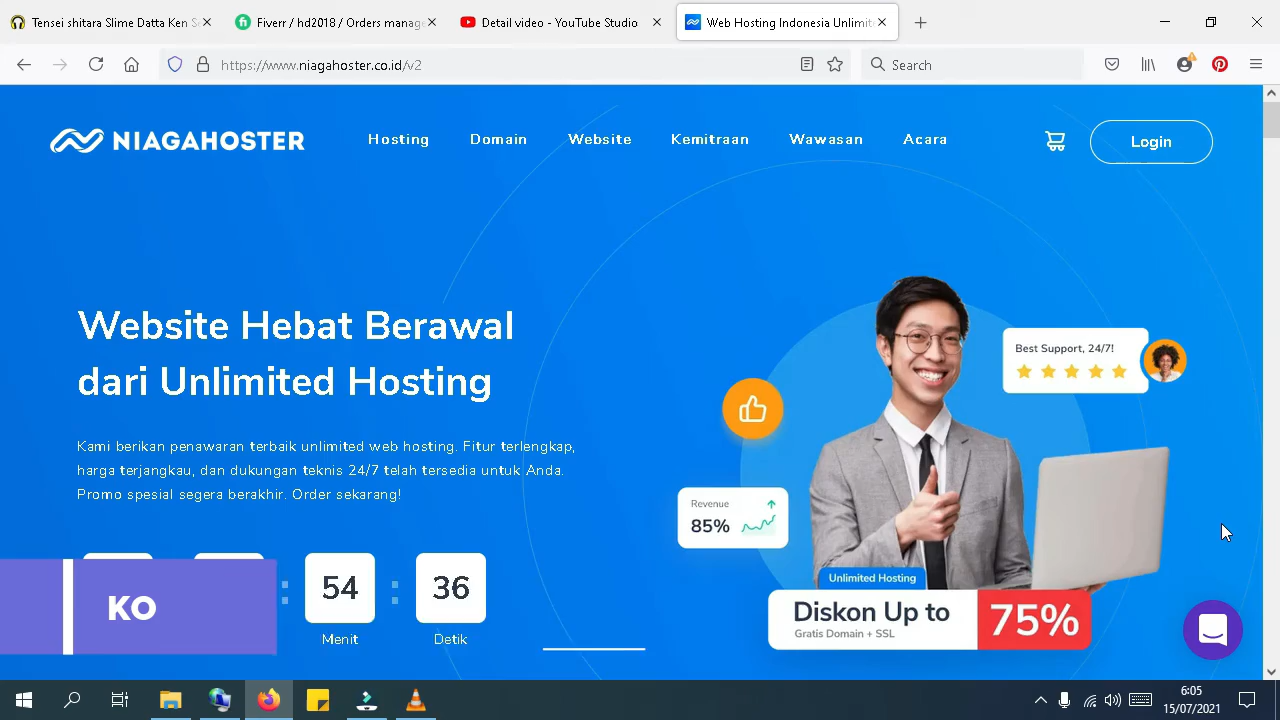 Tensei shitara Slime Datta Ken S
Fiverr / hd2018 / Orders manag
Detail video - YouTube Studio
Web Hosting Indonesia Unlimit
https://www.niagahoster.co.id/v2
Search
NIAGAHOSTER
Hosting
Domain
Website
Kemitraan
Wawasan
Acara
Login
Website Hebat Berawal
dari Unlimited Hosting
Kami berikan penawaran terbaik unlimited web hosting. Fitur terlengkap,
harga terjangkau, dan dukungan teknis 24/7 telah tersedia untuk Anda.
Promo spesial segera berakhir. Order sekarang!
Best Support, 24/7!
Revenue
85%
: 54 : 36
Menit
Detik
KO
Unlimited Hosting
Diskon Up to
Gratis Domain + SSL
75%
6:05
15/07/2021